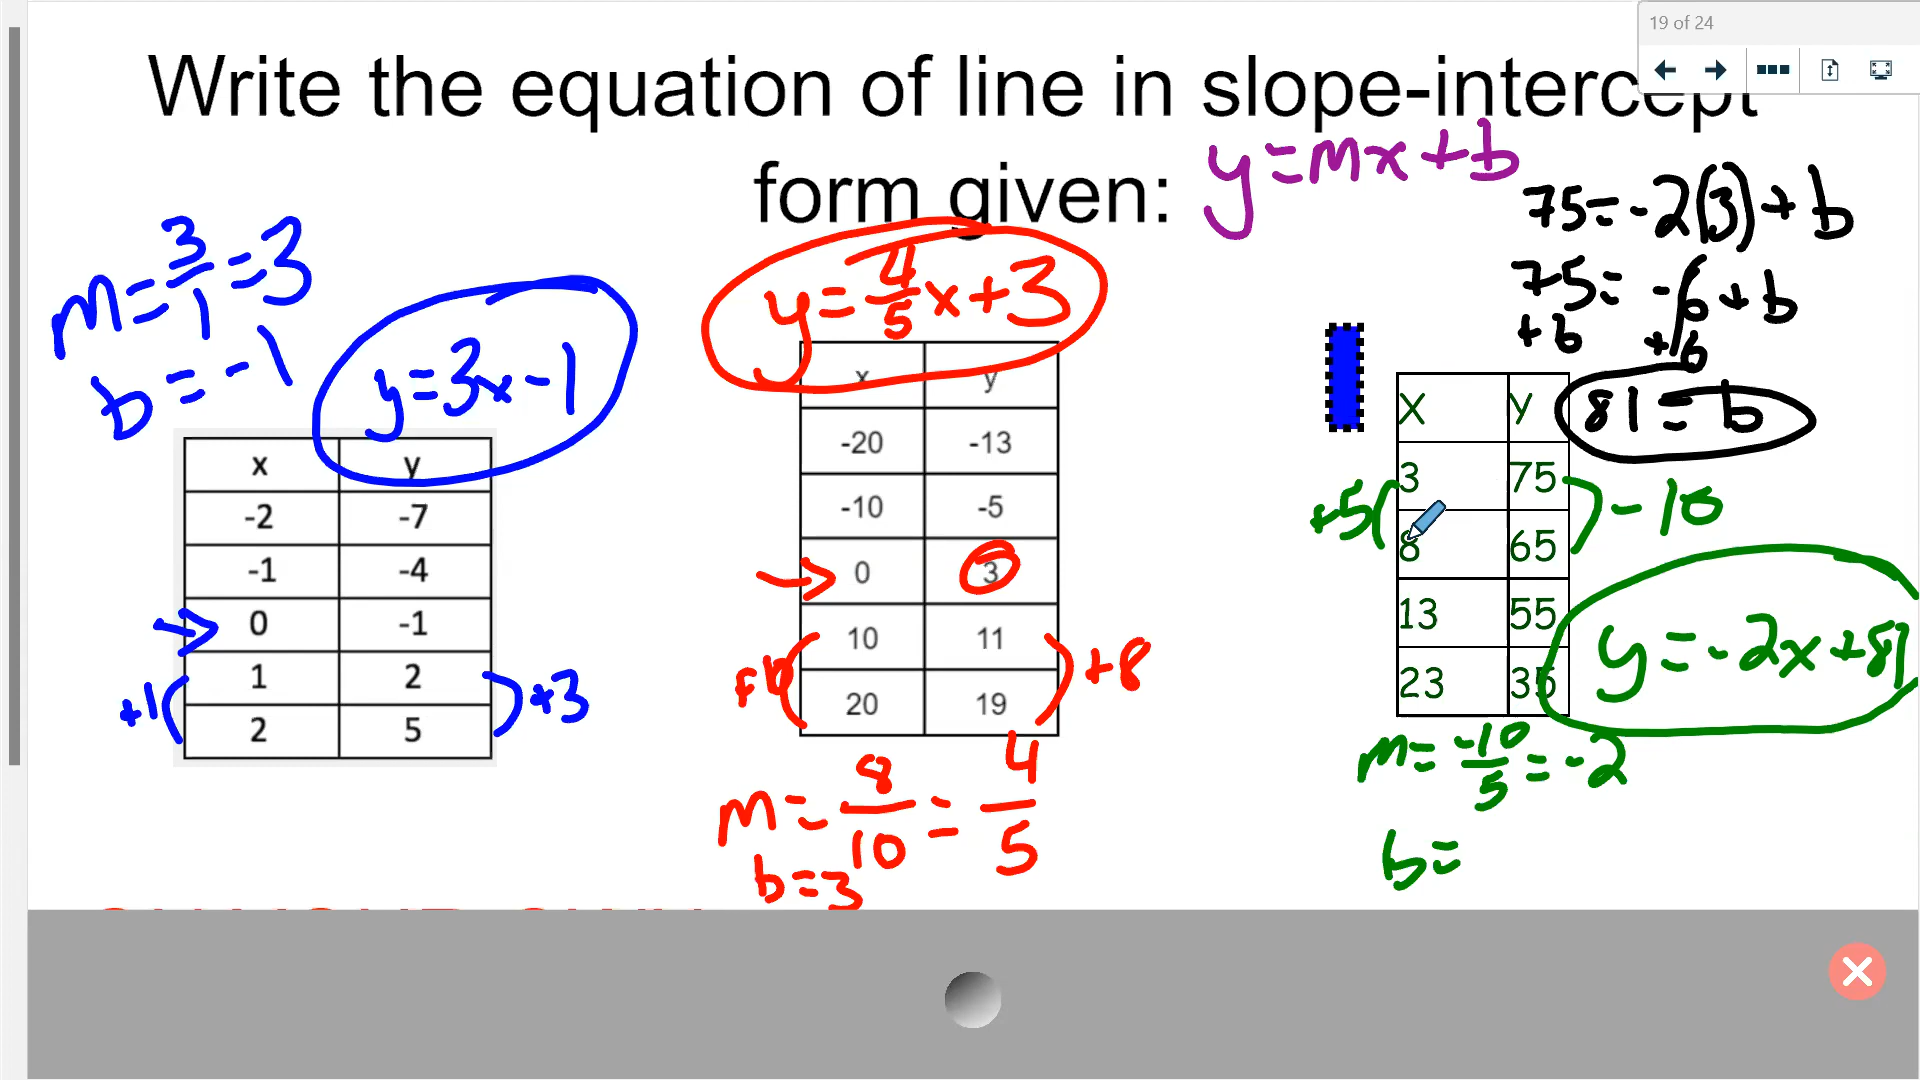 19 of 24
Write the equation of line in slope-intercept
form given:
y=mx+b
m=3/1=3
b=-1
y=3x-1
x y
-2 -7
-1 -4
0 -1
1 2
2 5
+1
+3
y=4/5x+3
x y
-20 -13
-10 -5
0 3
10 11
20 19
+10
+8
m=8/10=4/5
b=3
75=-2(3)+b
75=-6+b
+6 +6
81=b
X Y
3 75
8 65
13 55
23 35
+5
-10
y=-2x+81
m=-10/5=-2
b=